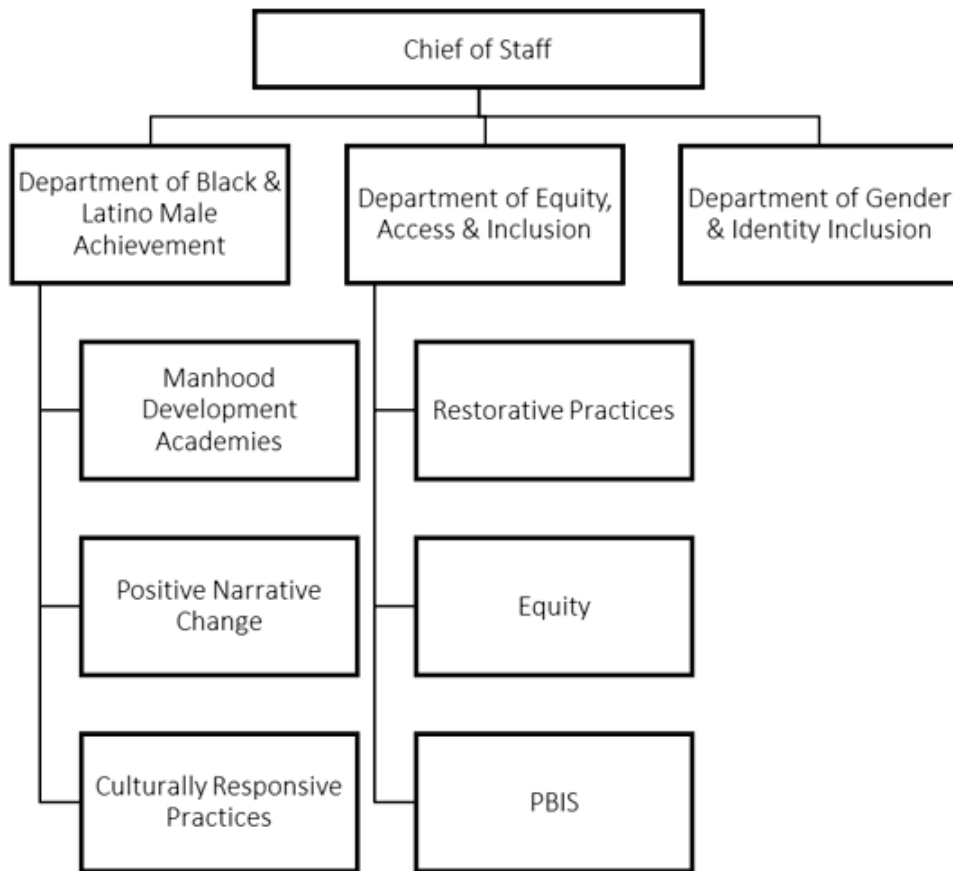 Chief of Staff
Department of Black &
Latino Male
Achievement
Department of Equity,
Access & Inclusion
Department of Gender
& Identity Inclusion
Manhood
Development
Academies
Restorative Practices
Positive Narrative
Change
Equity
Culturally Responsive
Practices
PBIS